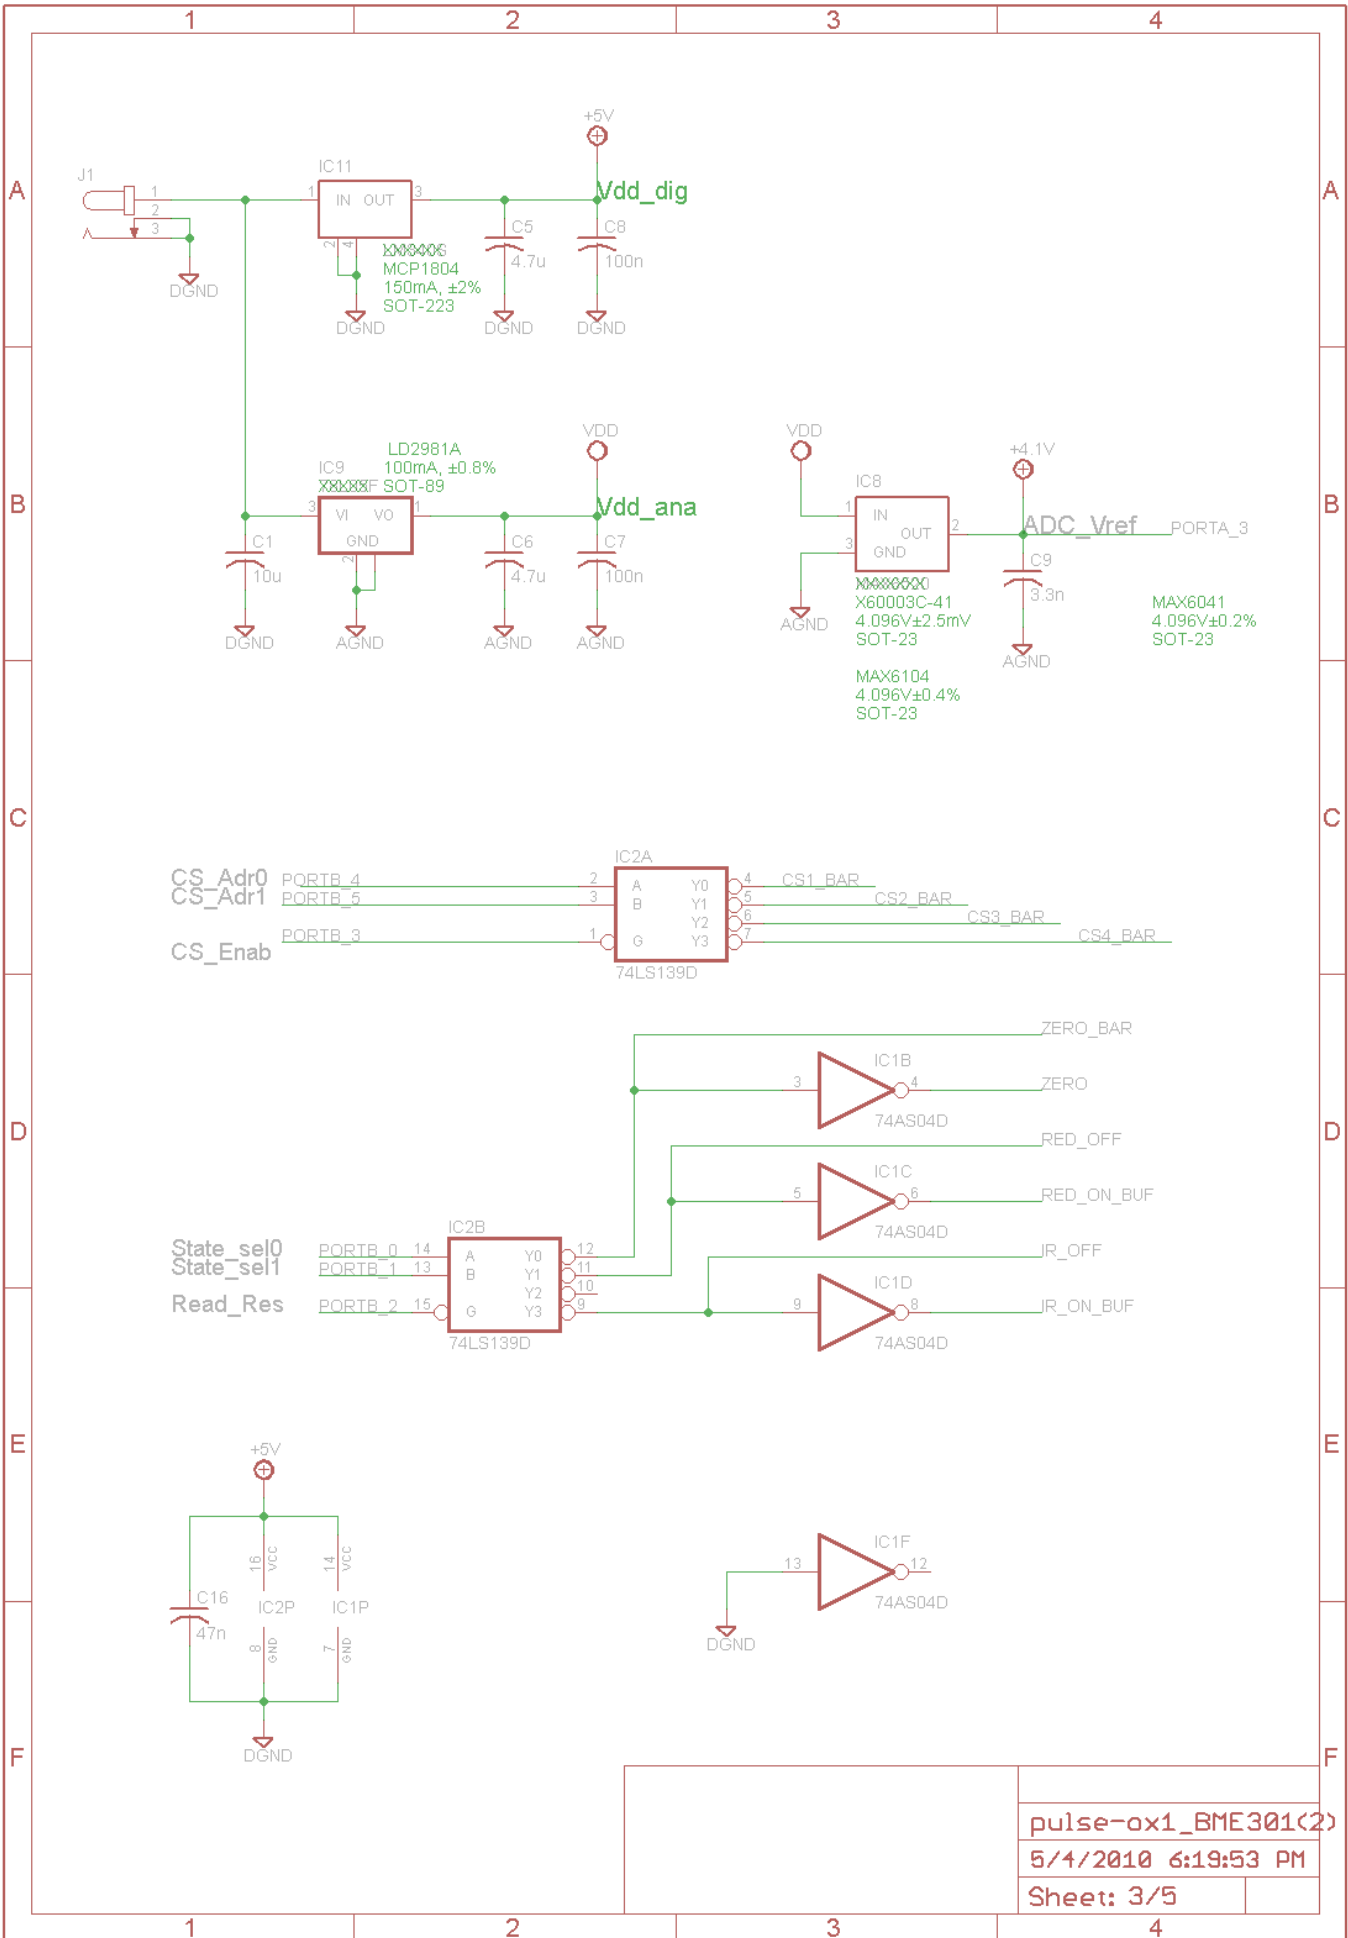 1 2 3 4
A A
B B
C C
D D
E E
F F
+5V
Vdd_dig
J1
1
2
3
DGND
IC11
1 IN OUT 3
2 4
MCP1804
150mA, ±2%
SOT-223
DGND
C5
4.7u
DGND
C8
100n
DGND
LD2981A
100mA, ±0.8%
SOT-89
IC9
3 VI VO 1
GND
2
AGND
C1
10u
DGND
VDD
Vdd_ana
C6
4.7u
AGND
C7
100n
AGND
VDD
IC8
1 IN
OUT 2
3 GND
AGND
X60003C-41
4.096V±2.5mV
SOT-23
MAX6104
4.096V±0.4%
SOT-23
+4.1V
ADC_Vref
PORTA_3
C9
3.3n
AGND
MAX6041
4.096V±0.2%
SOT-23
IC2A
CS_Adr0 PORTB_4 2 A Y0 4 CS1_BAR
CS_Adr1 PORTB_5 3 B Y1 5 CS2_BAR
Y2 6 CS3_BAR
CS_Enab PORTB_3 1 G Y3 7 CS4_BAR
74LS139D
ZERO_BAR
IC1B
3 4 ZERO
74AS04D
RED_OFF
IC1C
5 6 RED_ON_BUF
74AS04D
IC2B
State_sel0 PORTB_0 14 A Y0 12
State_sel1 PORTB_1 13 B Y1 11
Y2 10
Read_Res PORTB_2 15 G Y3 9
74LS139D
IR_OFF
IC1D
9 8 IR_ON_BUF
74AS04D
+5V
16 VCC
14 VCC
C16
47n
IC2P IC1P
8 GND
7 GND
DGND
IC1F
13 12
74AS04D
DGND
pulse-ox1_BME301(2)
5/4/2010 6:19:53 PM
Sheet: 3/5
1 2 3 4